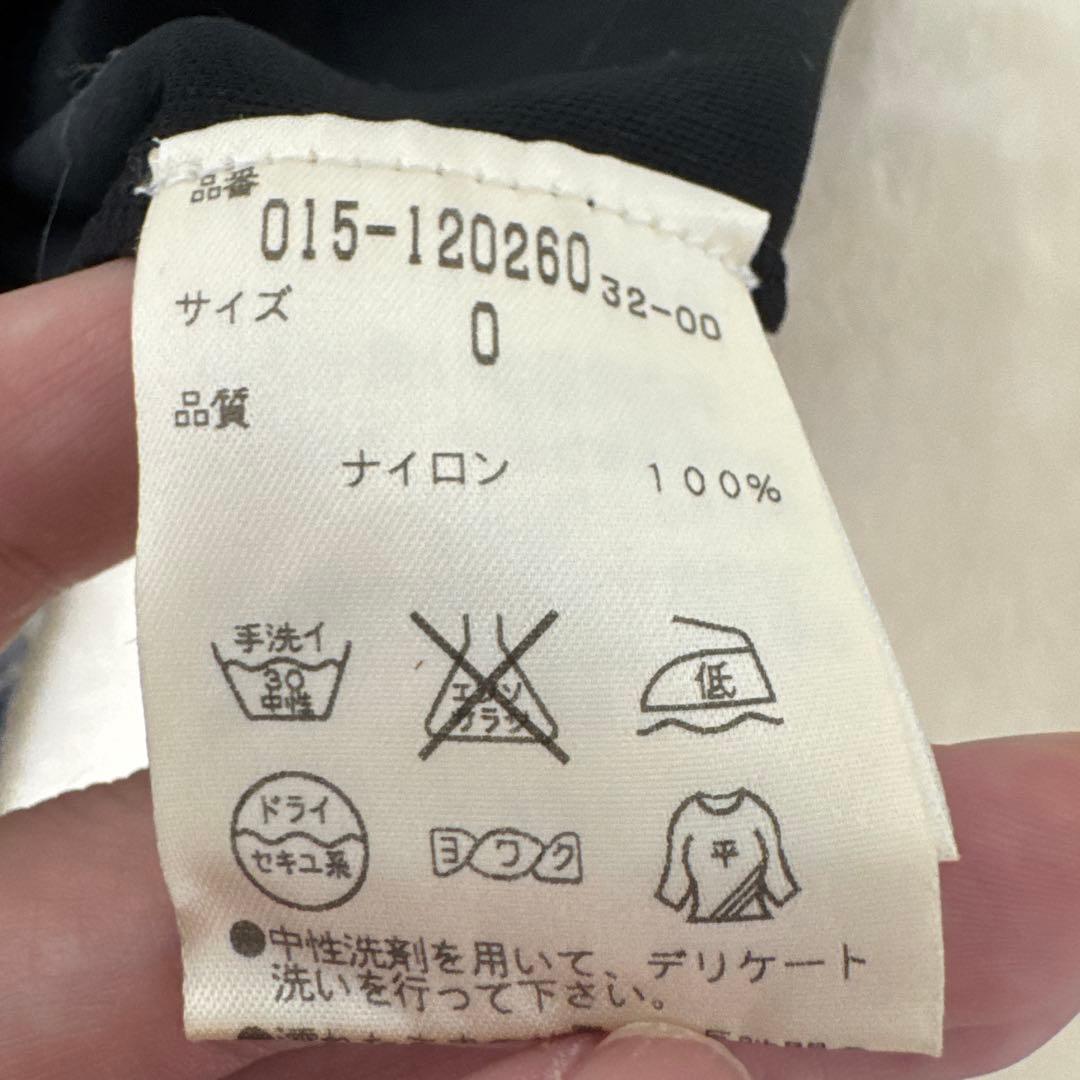 品番
015-120260 32-00
サイズ 0
品質
ナイロン 100%
手洗イ
30
中性
エンソ
サラシ
低
ドライ
セキユ系
ヨワク
平
●中性洗剤を用いて、デリケート
洗いを行って下さい。